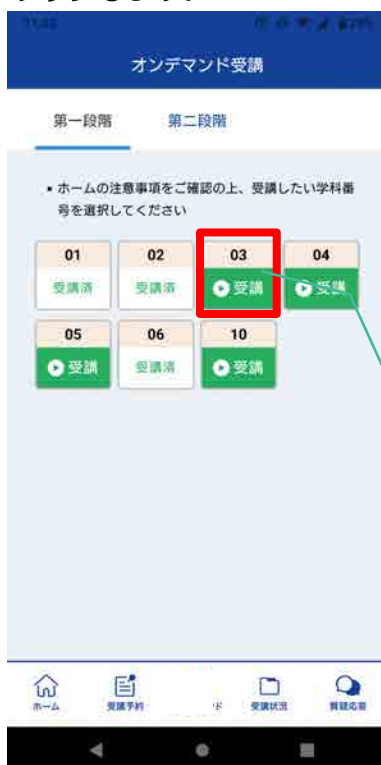 オンデマンド受講
第一段階 第二段階
▪ ホームの注意事項をご確認の上、受講したい学科番
号を選択してください
01 02 03 04
受講済 受講済 受講 受講
05 06 10
受講 受講済 受講
ホーム 受講予約 ド 受講状況 質疑応答